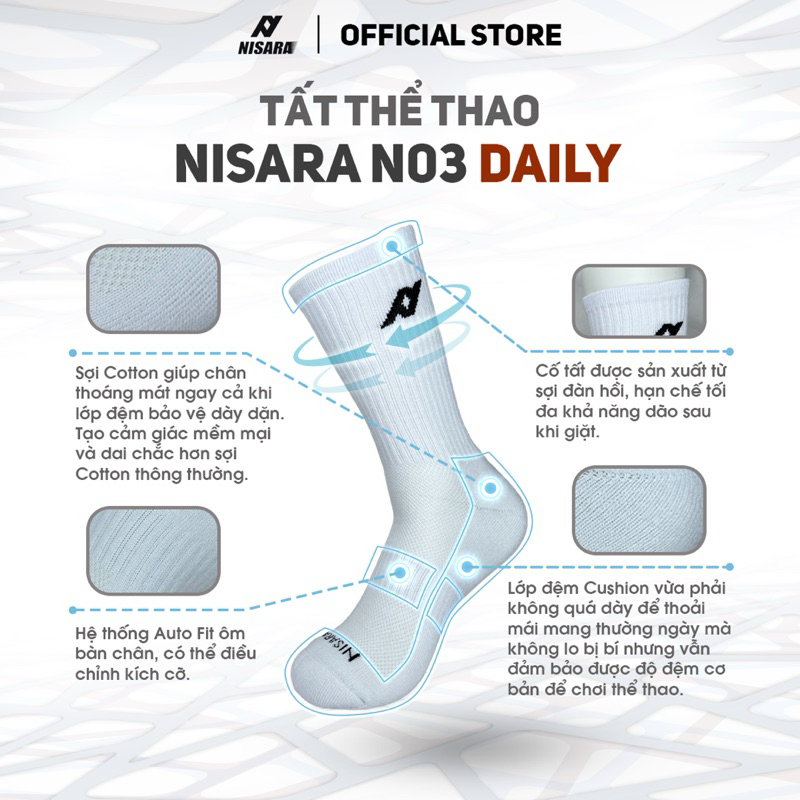 NISARA
OFFICIAL STORE
TẤT THỂ THAO
NISARA N03 DAILY
Sợi Cotton giúp chân
thoáng mát ngay cả khi
lớp đệm bảo vệ dày dặn.
Tạo cảm giác mềm mại
và dai chắc hơn sợi
Cotton thông thường.
Cổ tất được sản xuất từ
sợi đàn hồi, hạn chế tối
đa khả năng dão sau
khi giặt.
Hệ thống Auto Fit ôm
bàn chân, có thể điều
chỉnh kích cỡ.
Lớp đệm Cushion vừa phải
không quá dày để thoải
mái mang thường ngày mà
không lo bị bí nhưng vẫn
đảm bảo được độ đệm cơ
bản để chơi thể thao.
NISARA